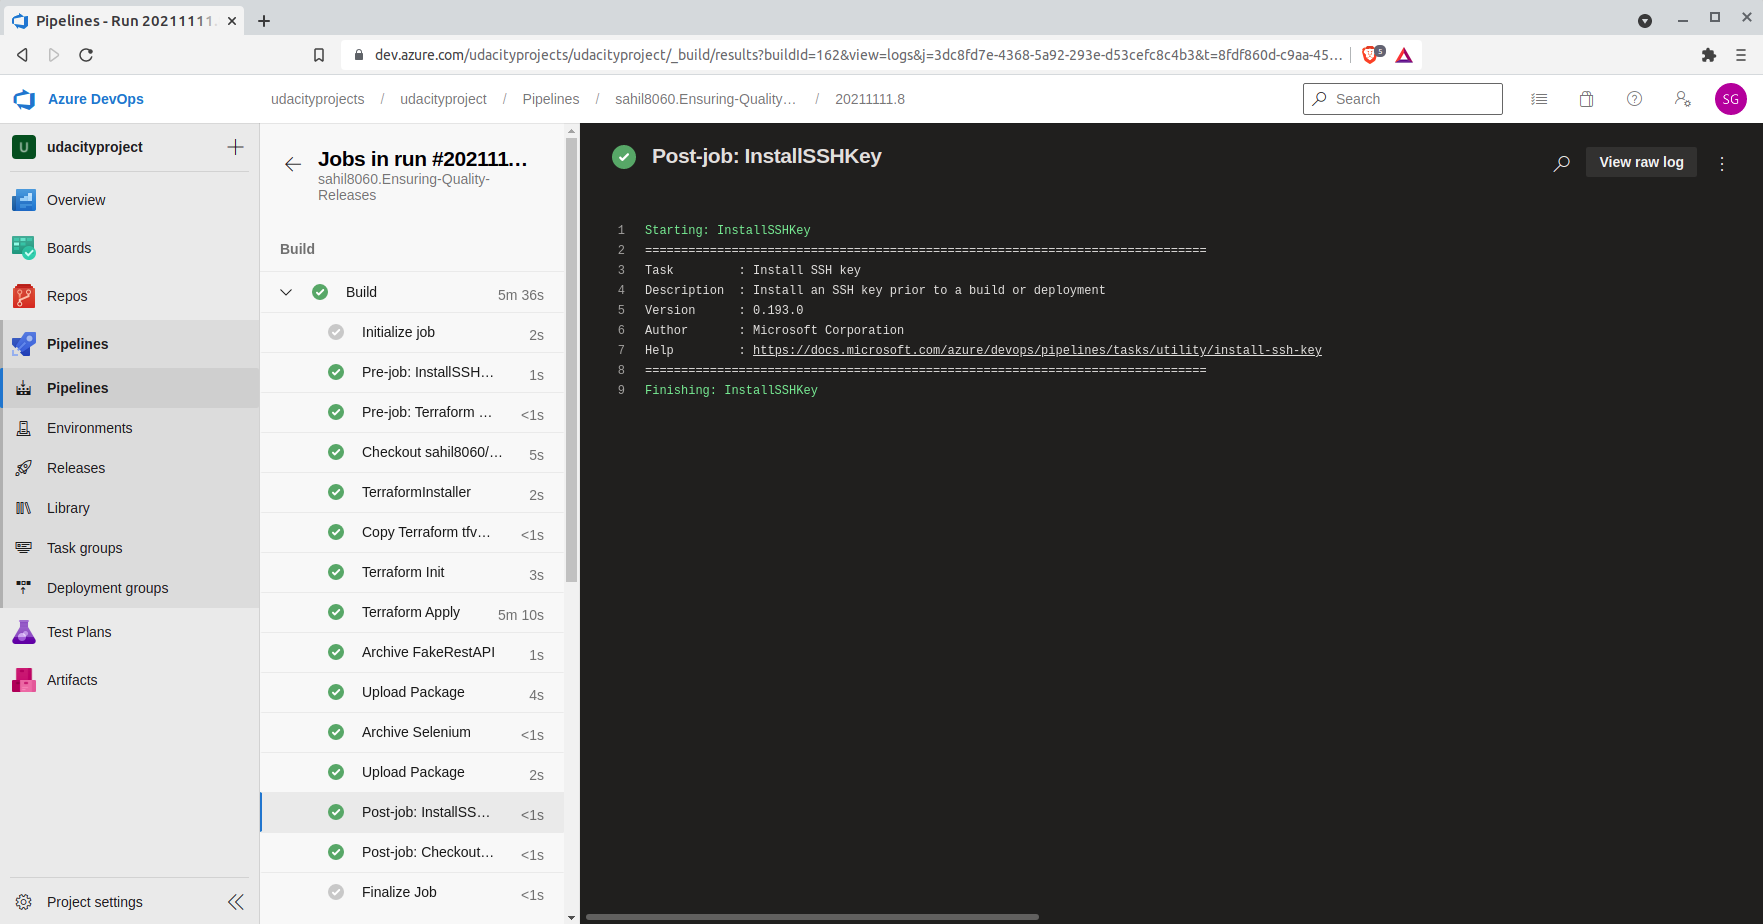 Pipelines - Run 20211111.
dev.azure.com/udacityprojects/udacityproject/_build/results?buildId=162&view=logs&j=3dc8fd7e-4368-5a92-293e-d53cefc8c4b3&t=8fdf860d-c9aa-45...
5
Azure DevOps
udacityprojects / udacityproject / Pipelines / sahil8060.Ensuring-Quality... / 20211111.8
Search
SG
U udacityproject
Overview
Boards
Repos
Pipelines
Pipelines
Environments
Releases
Library
Task groups
Deployment groups
Test Plans
Artifacts
Project settings
Jobs in run #202111...
sahil8060.Ensuring-Quality-
Releases
Build
Build 5m 36s
Initialize job 2s
Pre-job: InstallSSH... 1s
Pre-job: Terraform ... <1s
Checkout sahil8060/... 5s
TerraformInstaller 2s
Copy Terraform tfv... <1s
Terraform Init 3s
Terraform Apply 5m 10s
Archive FakeRestAPI 1s
Upload Package 4s
Archive Selenium <1s
Upload Package 2s
Post-job: InstallSS... <1s
Post-job: Checkout... <1s
Finalize Job <1s
Post-job: InstallSSHKey
View raw log
1 Starting: InstallSSHKey
2 ==============================================================================
3 Task         : Install SSH key
4 Description  : Install an SSH key prior to a build or deployment
5 Version      : 0.193.0
6 Author       : Microsoft Corporation
7 Help         : https://docs.microsoft.com/azure/devops/pipelines/tasks/utility/install-ssh-key
8 ==============================================================================
9 Finishing: InstallSSHKey